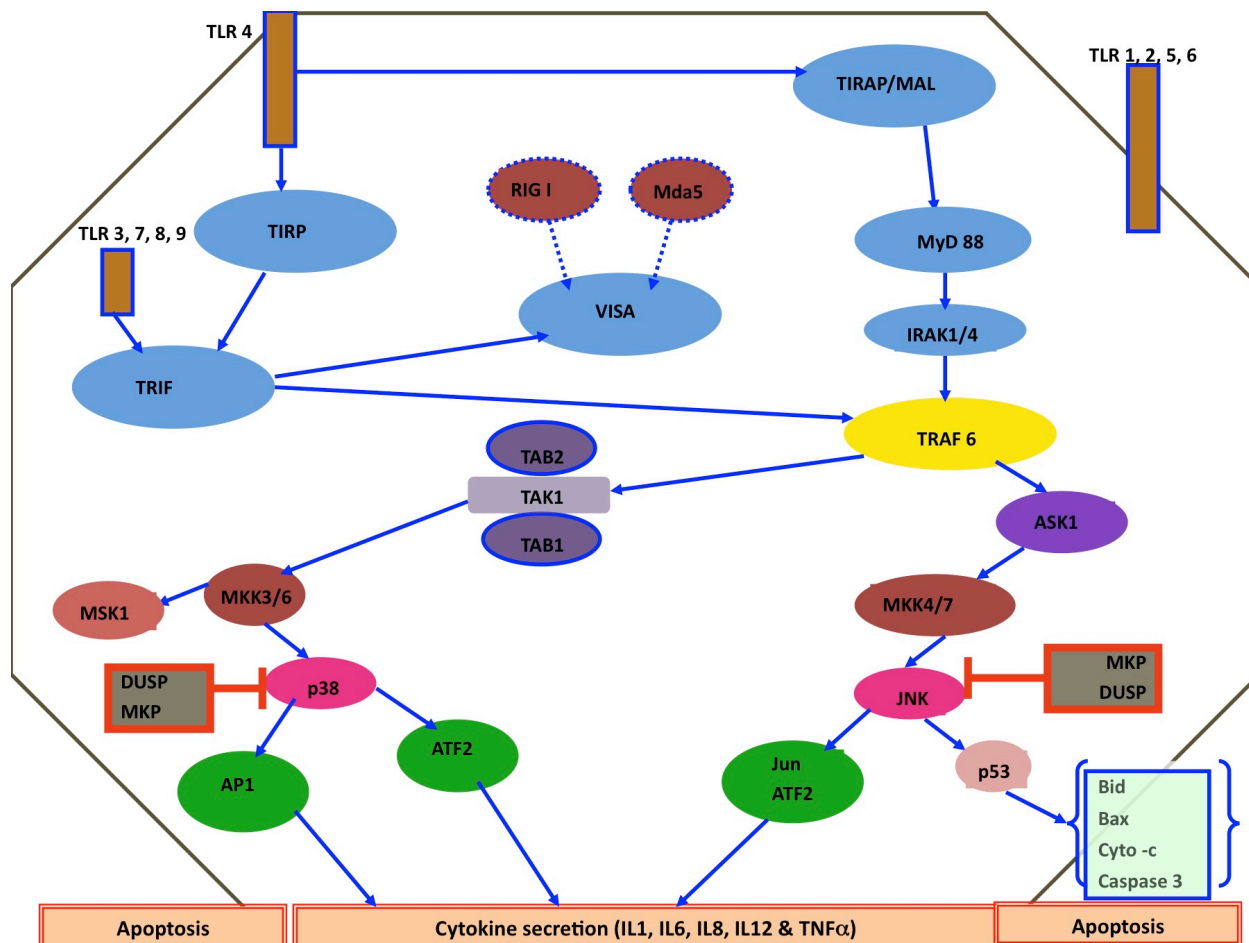 TLR 4
TLR 1, 2, 5, 6
TIRAP/MAL
RIG I
Mda5
TIRP
TLR 3, 7, 8, 9
MyD 88
VISA
IRAK1/4
TRIF
TRAF 6
TAB2
TAK1
ASK1
TAB1
MKK3/6
MSK1
MKK4/7
DUSP
MKP
p38
JNK
MKP
DUSP
ATF2
AP1
Jun
ATF2
p53
Bid
Bax
Cyto -c
Caspase 3
Apoptosis
Cytokine secretion (IL1, IL6, IL8, IL12 & TNFα)
Apoptosis